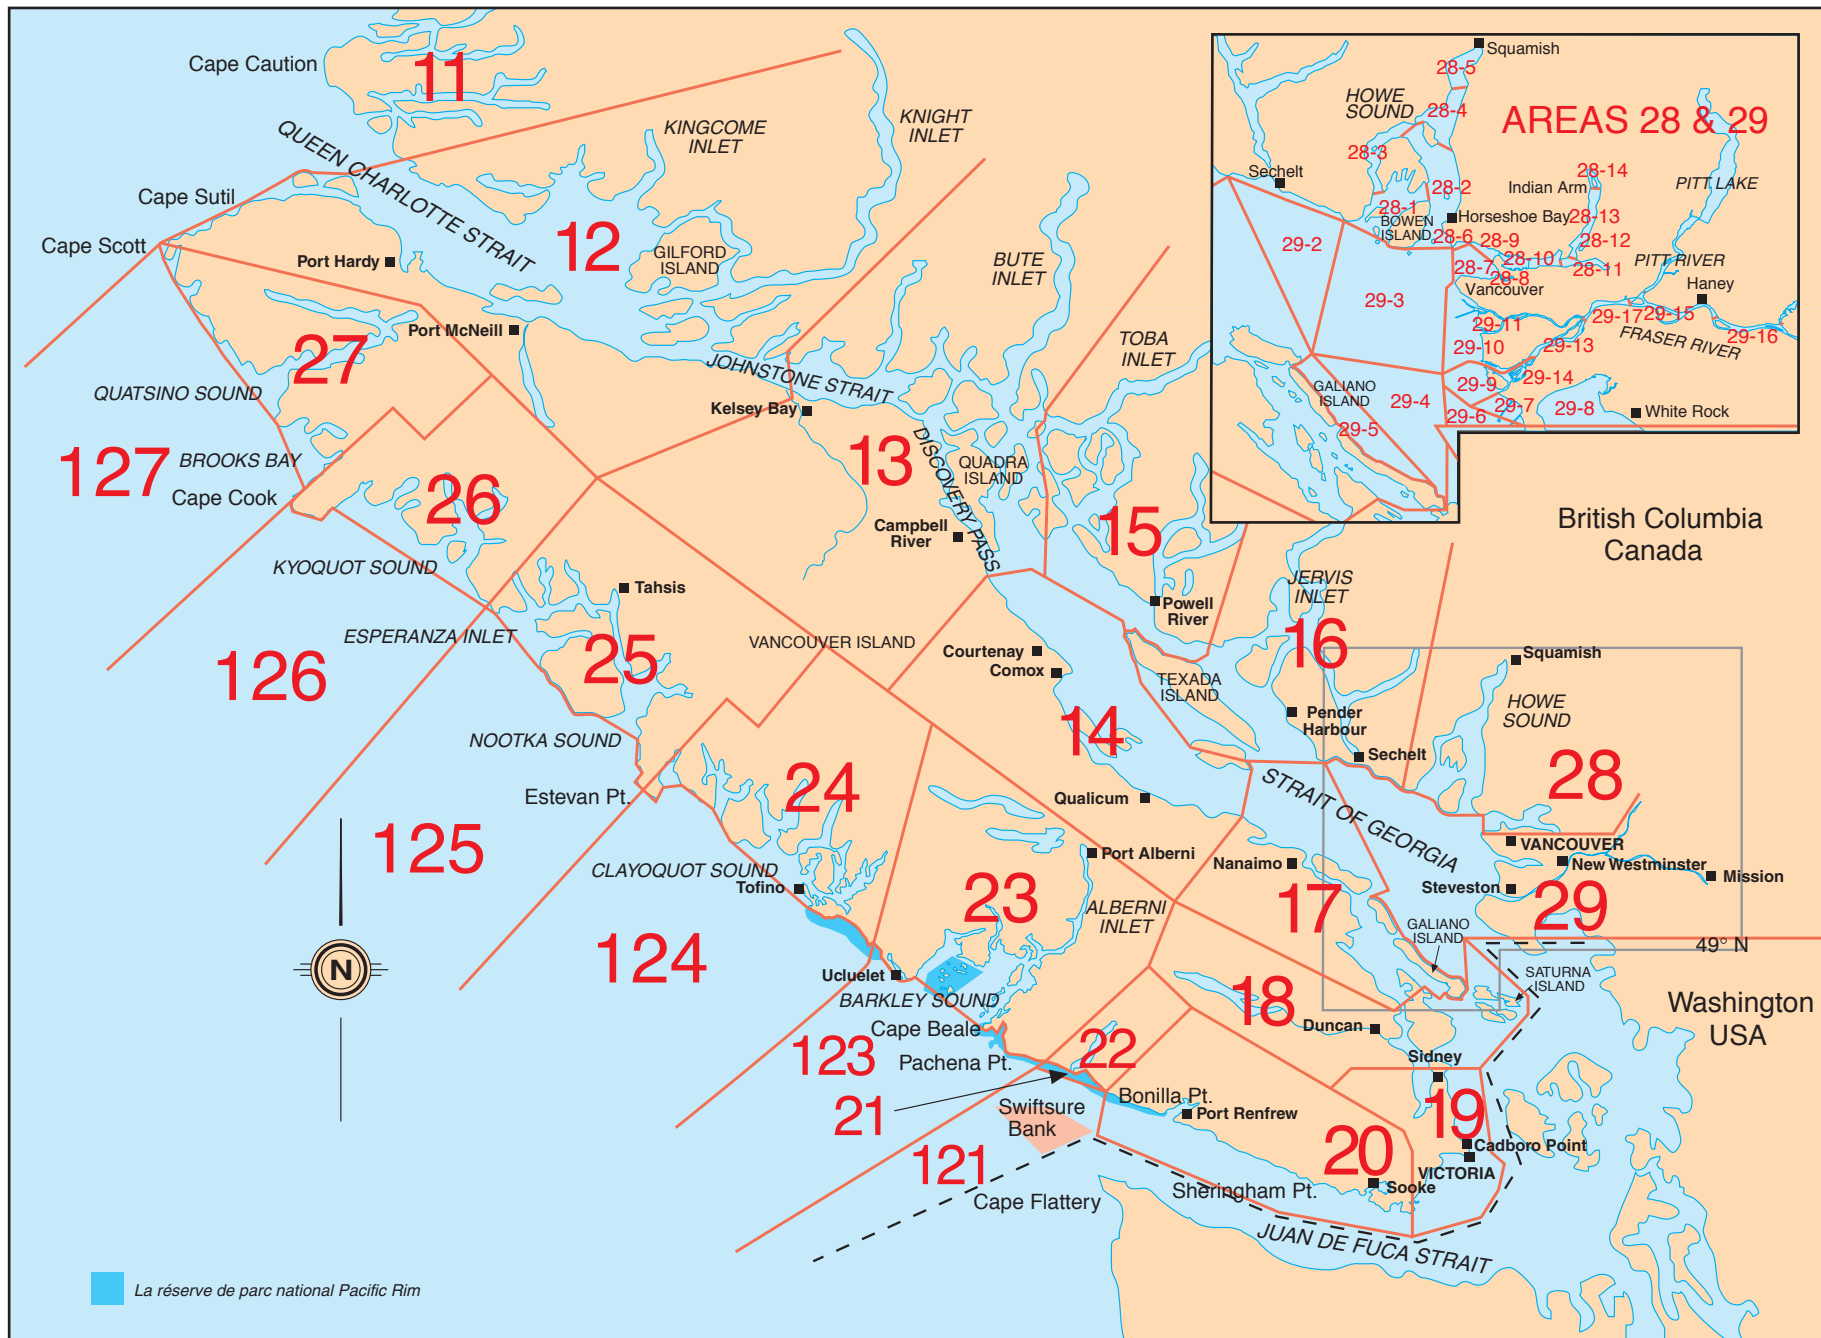 Cape Caution
11
QUEEN CHARLOTTE STRAIT
KINGCOME
INLET
KNIGHT
INLET
Cape Sutil
Cape Scott
Port Hardy
12
GILFORD
ISLAND
BUTE
INLET
27
Port McNeill
JOHNSTONE STRAIT
TOBA
INLET
QUATSINO SOUND
Kelsey Bay
127
BROOKS BAY
Cape Cook
26
13
DISCOVERY PASS
QUADRA
ISLAND
Campbell
River
15
KYOQUOT SOUND
Tahsis
Powell
River
JERVIS
INLET
16
126
ESPERANZA INLET
25
VANCOUVER ISLAND
Courtenay
Comox
TEXADA
ISLAND
Pender
Harbour
Sechelt
Squamish
HOWE
SOUND
28
NOOTKA SOUND
14
Estevan Pt.
24
Qualicum
STRAIT OF GEORGIA
125
CLAYOQUOT SOUND
Tofino
Port Alberni
Nanaimo
VANCOUVER
New Westminster
Mission
Steveston
23
ALBERNI
INLET
17
29
GALIANO
ISLAND
49° N
124
Ucluelet
BARKLEY SOUND
SATURNA
ISLAND
18
Duncan
Washington
USA
Cape Beale
123
Pachena Pt.
22
Sidney
21
Swiftsure
Bank
Bonilla Pt.
Port Renfrew
19
Cadboro Point
VICTORIA
121
20
Sooke
Cape Flattery
Sheringham Pt.
JUAN DE FUCA STRAIT
N
La réserve de parc national Pacific Rim
British Columbia
Canada
AREAS 28 & 29
Squamish
28-5
HOWE
SOUND
28-4
28-3
Sechelt
28-2
28-14
Indian Arm
PITT LAKE
28-1
BOWEN
ISLAND
Horseshoe Bay
28-13
28-6
28-9
28-12
29-2
28-10
28-7
28-8
28-11
PITT RIVER
Vancouver
Haney
29-3
29-11
29-17
29-15
29-16
FRASER RIVER
29-10
29-13
29-14
29-9
GALIANO
ISLAND
29-4
29-7
29-8
29-6
29-5
White Rock